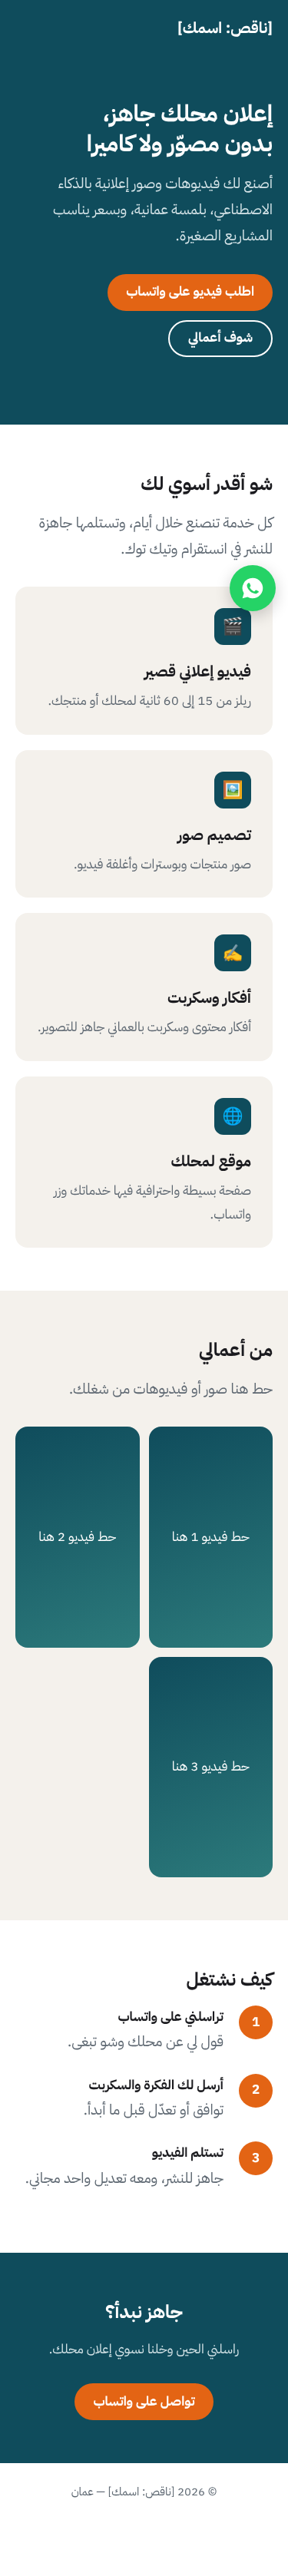 [ناقص: اسمك]
إعلان محلك جاهز،
بدون مصوّر ولا كاميرا
أصنع لك فيديوهات وصور إعلانية بالذكاء
الاصطناعي، بلمسة عمانية، وبسعر يناسب
المشاريع الصغيرة.
اطلب فيديو على واتساب
شوف أعمالي
شو أقدر أسوي لك
كل خدمة تنصنع خلال أيام، وتستلمها جاهزة
للنشر في انستقرام وتيك توك.
فيديو إعلاني قصير
ريلز من 15 إلى 60 ثانية لمحلك أو منتجك.
تصميم صور
صور منتجات وبوسترات وأغلفة فيديو.
أفكار وسكربت
أفكار محتوى وسكربت بالعماني جاهز للتصوير.
موقع لمحلك
صفحة بسيطة واحترافية فيها خدماتك وزر
واتساب.
من أعمالي
حط هنا صور أو فيديوهات من شغلك.
حط فيديو 1 هنا
حط فيديو 2 هنا
حط فيديو 3 هنا
كيف نشتغل
1
تراسلني على واتساب
قول لي عن محلك وشو تبغى.
2
أرسل لك الفكرة والسكربت
توافق أو تعدّل قبل ما أبدأ.
3
تستلم الفيديو
جاهز للنشر، ومعه تعديل واحد مجاني.
جاهز نبدأ؟
راسلني الحين وخلنا نسوي إعلان محلك.
تواصل على واتساب
© 2026 [ناقص: اسمك] — عمان